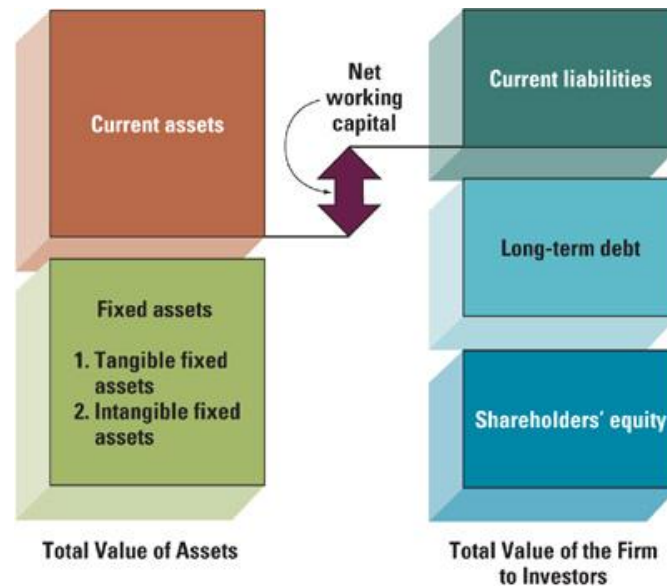 Current assets
Net
working
capital
Current liabilities
Fixed assets
1. Tangible fixed
assets
2. Intangible fixed
assets
Long-term debt
Shareholders' equity
Total Value of Assets
Total Value of the Firm
to Investors